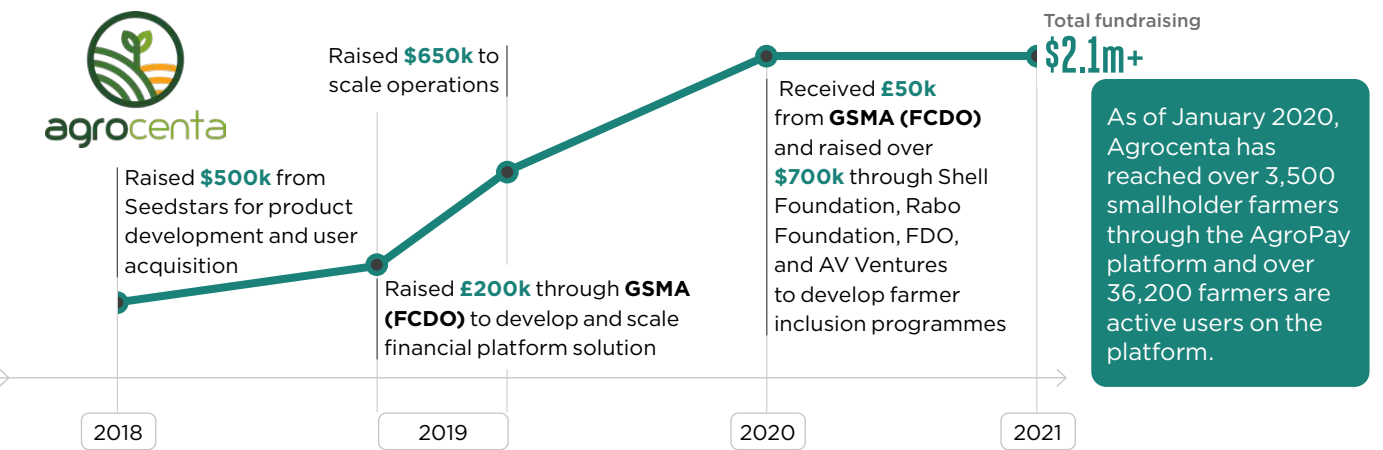 agrocenta
Raised $500k from
Seedstars for product
development and user
acquisition
Raised £200k through GSMA
(FCDO) to develop and scale
financial platform solution
Raised $650k to
scale operations
Received £50k
from GSMA (FCDO)
and raised over
$700k through Shell
Foundation, Rabo
Foundation, FDO,
and AV Ventures
to develop farmer
inclusion programmes
Total fundraising
$2.1m+
As of January 2020,
Agrocenta has
reached over 3,500
smallholder farmers
through the AgroPay
platform and over
36,200 farmers are
active users on the
platform.
2018
2019
2020
2021